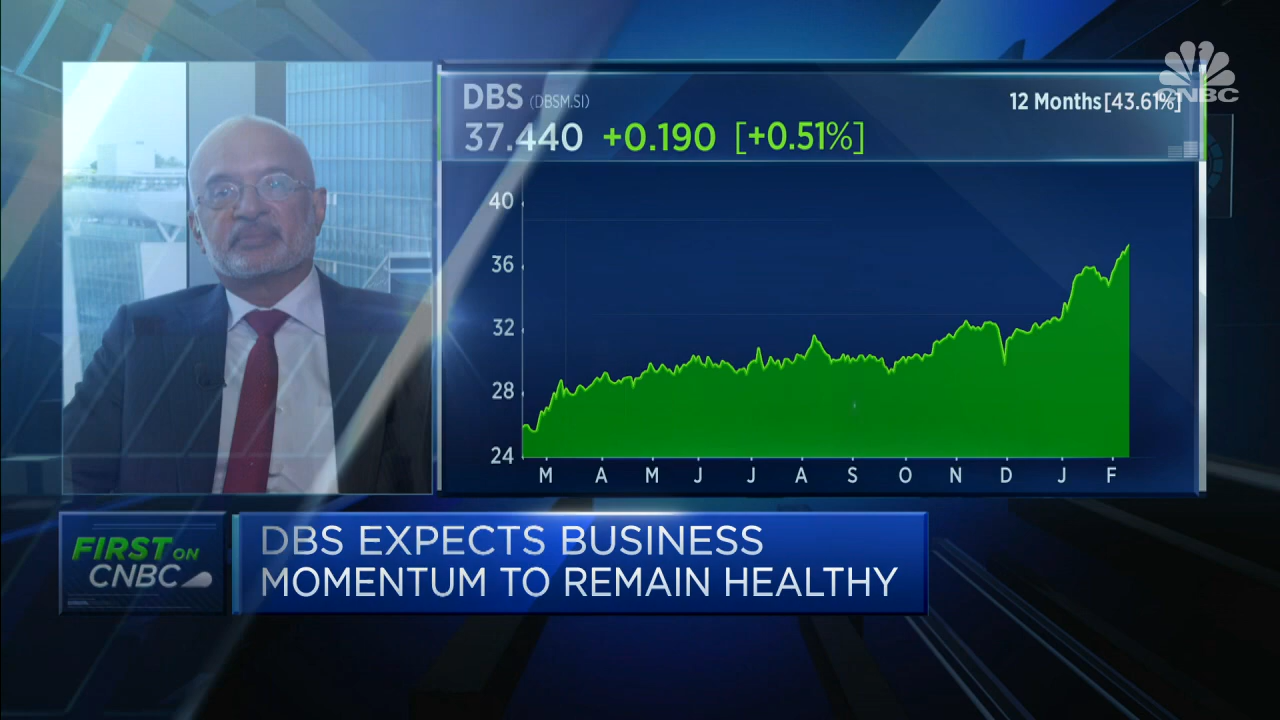 CNBC
DBS (DBSM.SI)
12 Months[43.61%]
37.440 +0.190 [+0.51%]
40
36
32
28
24
M A M J J A S O N D J F
FIRST ON
CNBC
DBS EXPECTS BUSINESS
MOMENTUM TO REMAIN HEALTHY